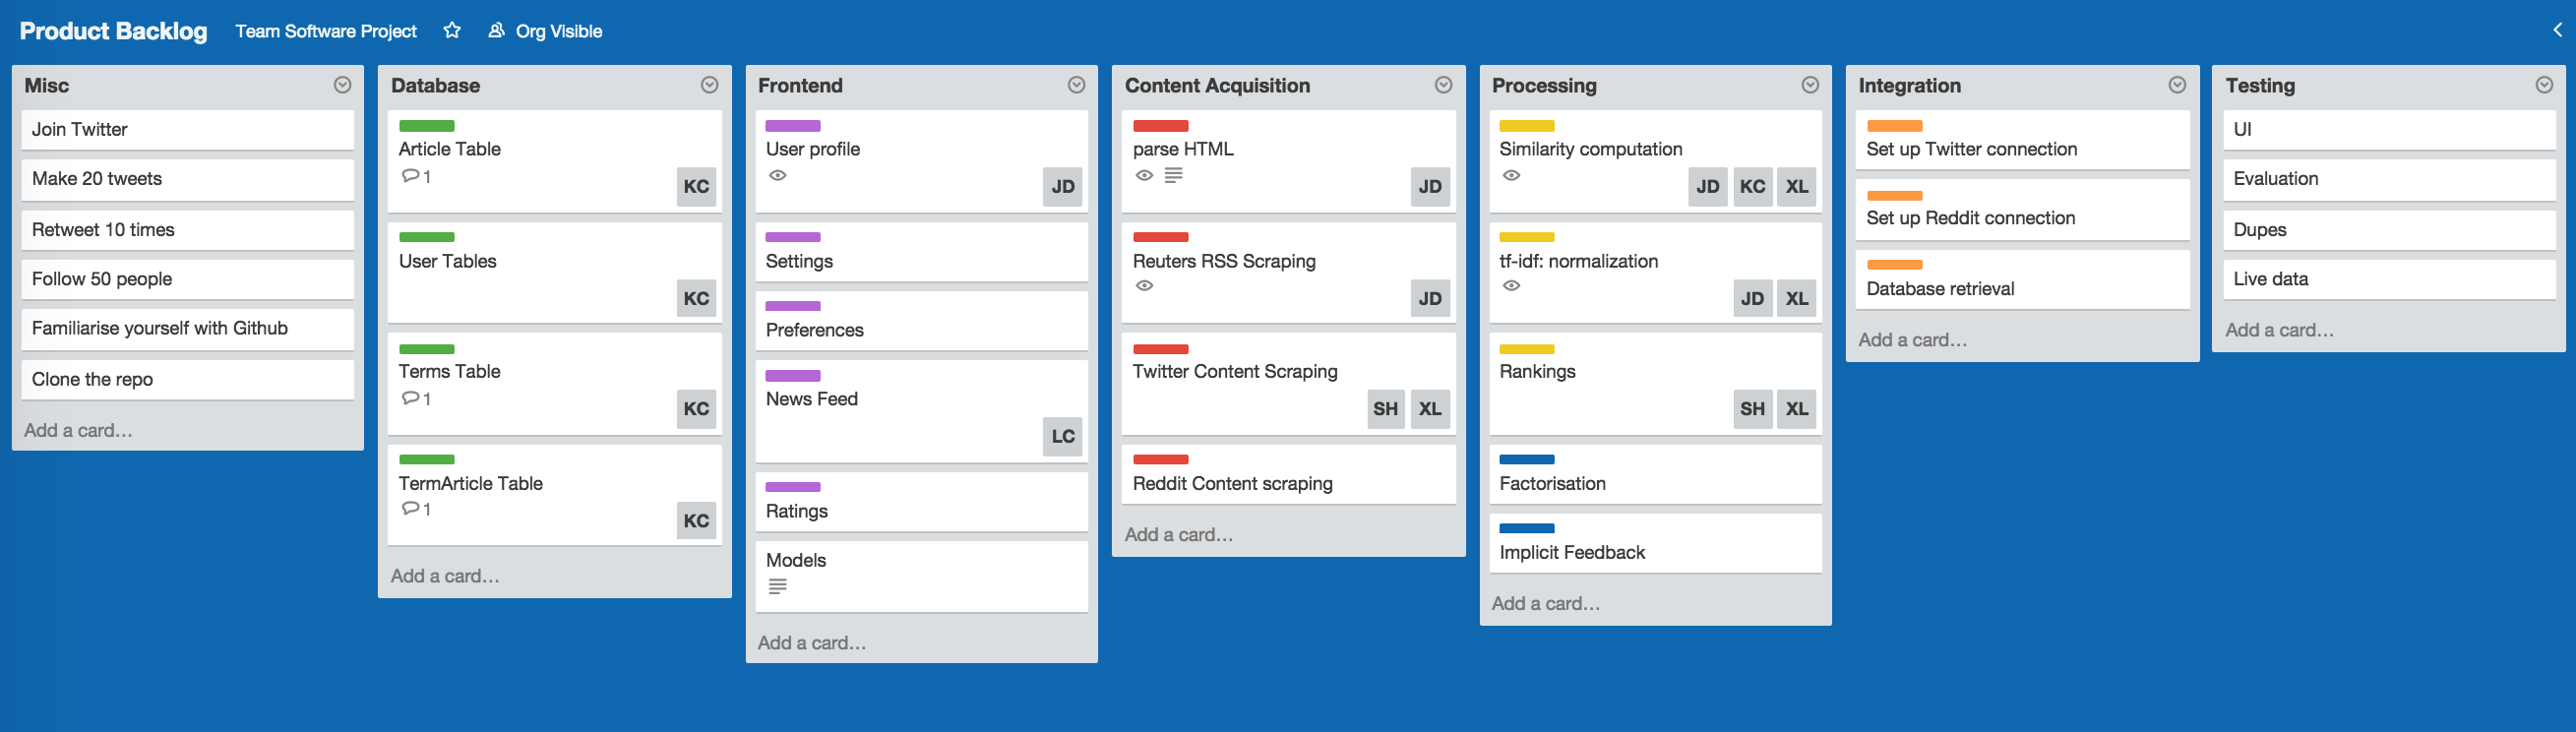 Product Backlog Team Software Project Org Visible
Misc
Join Twitter
Make 20 tweets
Retweet 10 times
Follow 50 people
Familiarise yourself with Github
Clone the repo
Add a card…
Database
Article Table
1
KC
User Tables
KC
Terms Table
1
KC
TermArticle Table
1
KC
Add a card…
Frontend
User profile
JD
Settings
Preferences
News Feed
LC
Ratings
Models
Add a card…
Content Acquisition
parse HTML
JD
Reuters RSS Scraping
JD
Twitter Content Scraping
SH XL
Reddit Content scraping
Add a card…
Processing
Similarity computation
JD KC XL
tf-idf: normalization
JD XL
Rankings
SH XL
Factorisation
Implicit Feedback
Add a card…
Integration
Set up Twitter connection
Set up Reddit connection
Database retrieval
Add a card…
Testing
UI
Evaluation
Dupes
Live data
Add a card…